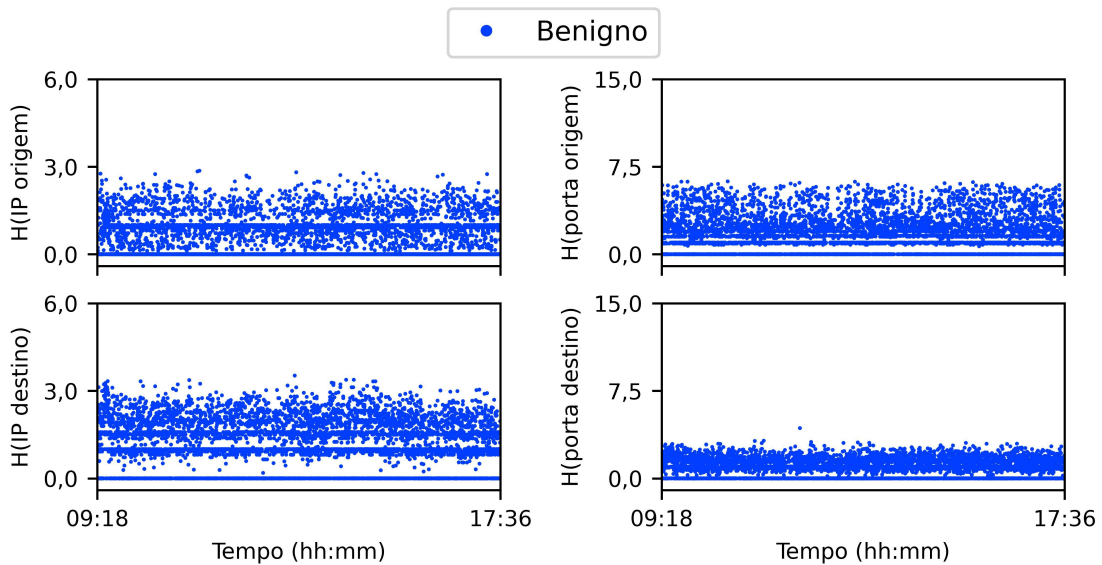 Benigno
6,0
3,0
0,0
H(IP origem)
15,0
7,5
0,0
H(porta origem)
6,0
3,0
0,0
H(IP destino)
09:18
17:36
Tempo (hh:mm)
15,0
7,5
0,0
H(porta destino)
09:18
17:36
Tempo (hh:mm)